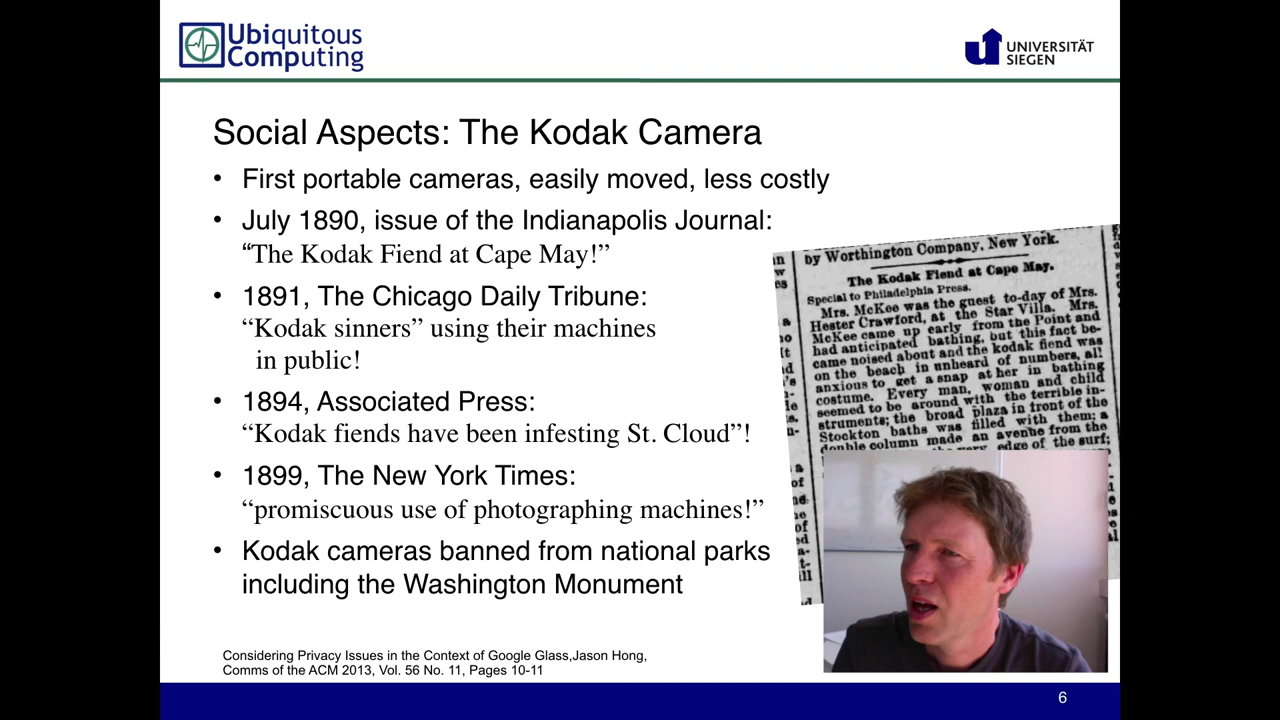 Ubiquitous
Computing
UNIVERSITÄT
SIEGEN
Social Aspects: The Kodak Camera
• First portable cameras, easily moved, less costly
• July 1890, issue of the Indianapolis Journal:
“The Kodak Fiend at Cape May!”
• 1891, The Chicago Daily Tribune:
“Kodak sinners” using their machines
in public!
• 1894, Associated Press:
“Kodak fiends have been infesting St. Cloud”!
• 1899, The New York Times:
“promiscuous use of photographing machines!”
• Kodak cameras banned from national parks
including the Washington Monument
by Worthington Company, New York.
The Kodak Fiend at Cape May.
Special to Philadelphia Press.
Mrs. McKee was the guest to-day of Mrs.
Hester Crawford, at the Star Villa. Mrs.
McKee came up early from the Point and
had anticipated bathing, but this fact be-
came noised about and the kodak fiend was
on the beach in unheard of numbers, all
anxious to get a snap at her in bathing
costume. Every man, woman and child
seemed to be around with the terrible in-
struments; the broad plaza in front of the
Stockton baths was filled with them; a
double column made an avenue from the
very edge of the surf;
Considering Privacy Issues in the Context of Google Glass,Jason Hong,
Comms of the ACM 2013, Vol. 56 No. 11, Pages 10-11
6